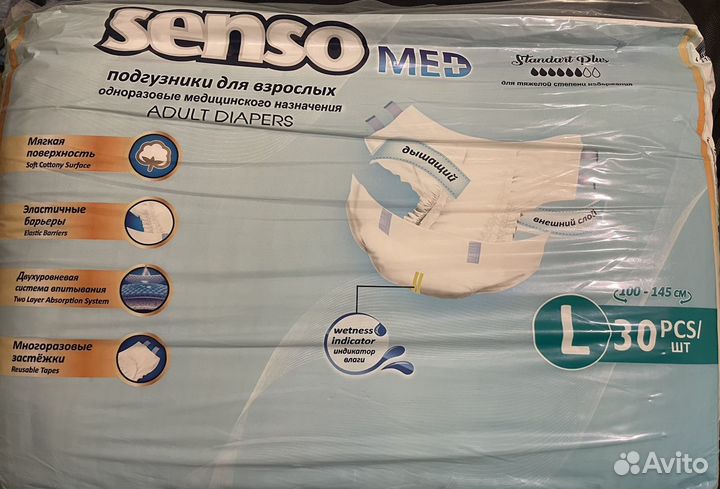 senso MED
Standart Plus
для тяжелой степени недержания
подгузники для взрослых
одноразовые медицинского назначения
ADULT DIAPERS
Мягкая
поверхность
Soft Cottony Surface
Эластичные
барьеры
Elastic Barriers
Двухуровневая
система впитывания
Two Layer Absorption System
Многоразовые
застёжки
Reusable Tapes
дышащий
внешний слой
wetness
indicator
индикатор
влаги
100 - 145 см
L 30 PCS/
ШТ
Avito